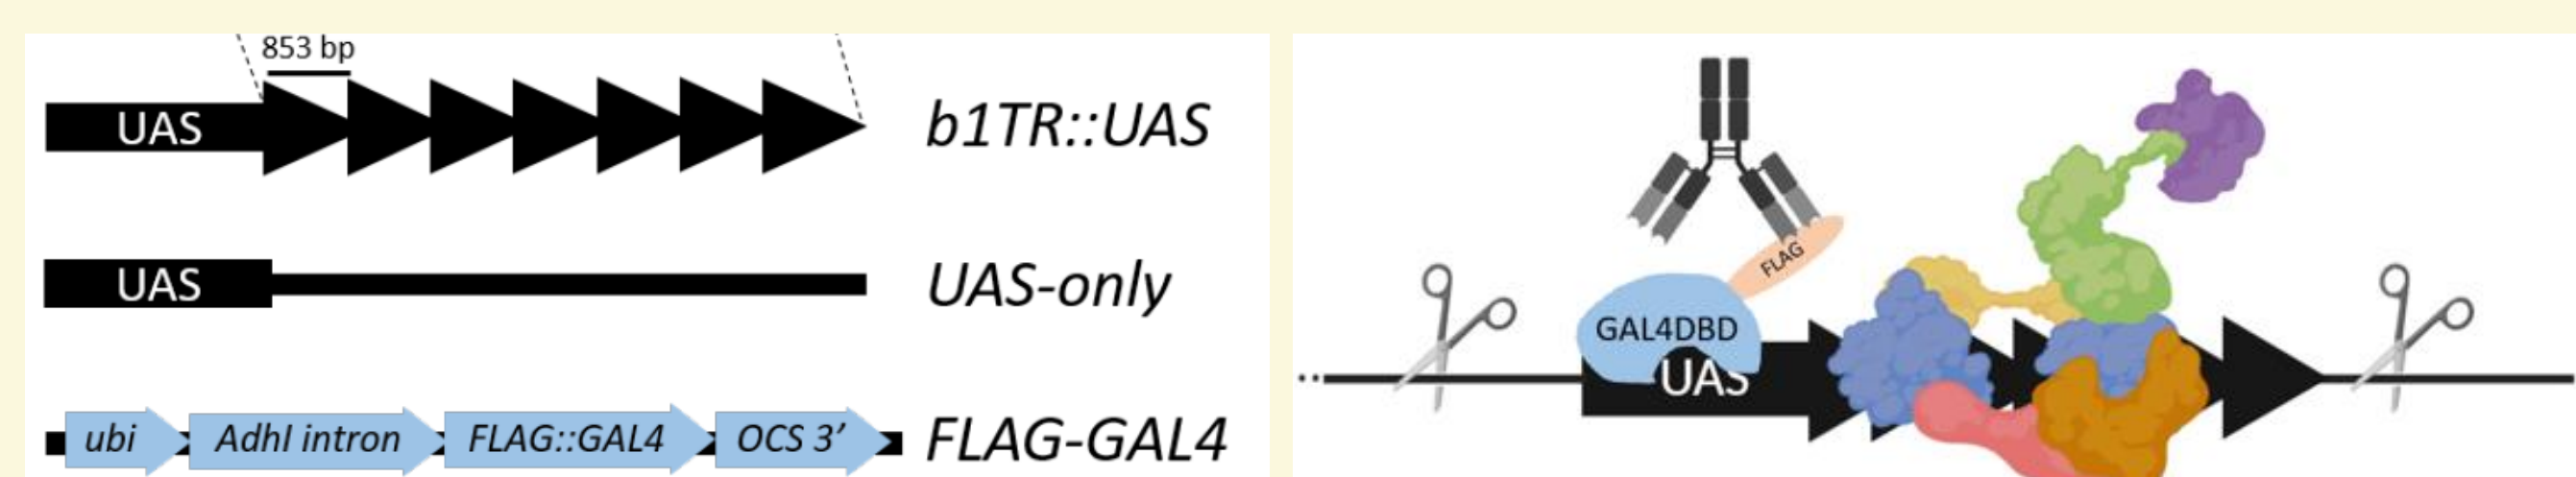 853 bp
UAS
b1TR::UAS
UAS
UAS-only
ubi
AdhI intron
FLAG::GAL4
OCS 3’
FLAG-GAL4
FLAG
GAL4DBD
UAS